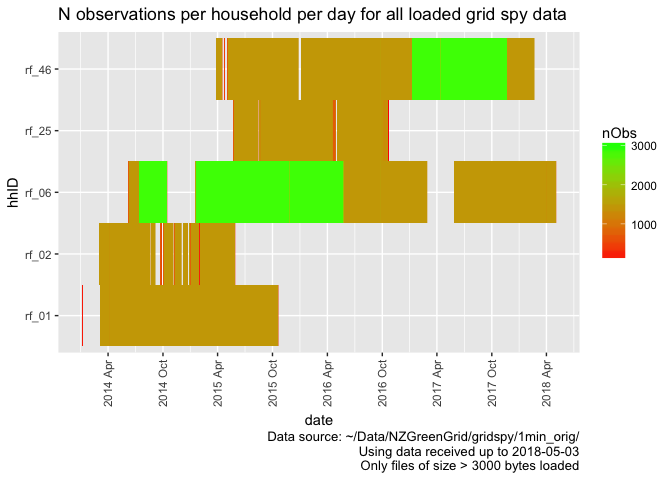 N observations per household per day for all loaded grid spy data
hhID
rf_46
rf_25
rf_06
rf_02
rf_01
2014 Apr
2014 Oct
2015 Apr
2015 Oct
2016 Apr
2016 Oct
2017 Apr
2017 Oct
2018 Apr
date
nObs
3000
2000
1000
Data source: ~/Data/NZGreenGrid/gridspy/1min_orig/
Using data received up to 2018-05-03
Only files of size > 3000 bytes loaded